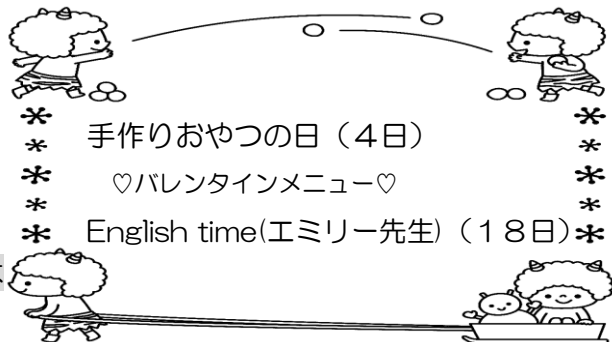 手作りおやつの日（４日）
♡バレンタインメニュー♡
English time(エミリー先生)（１８日）